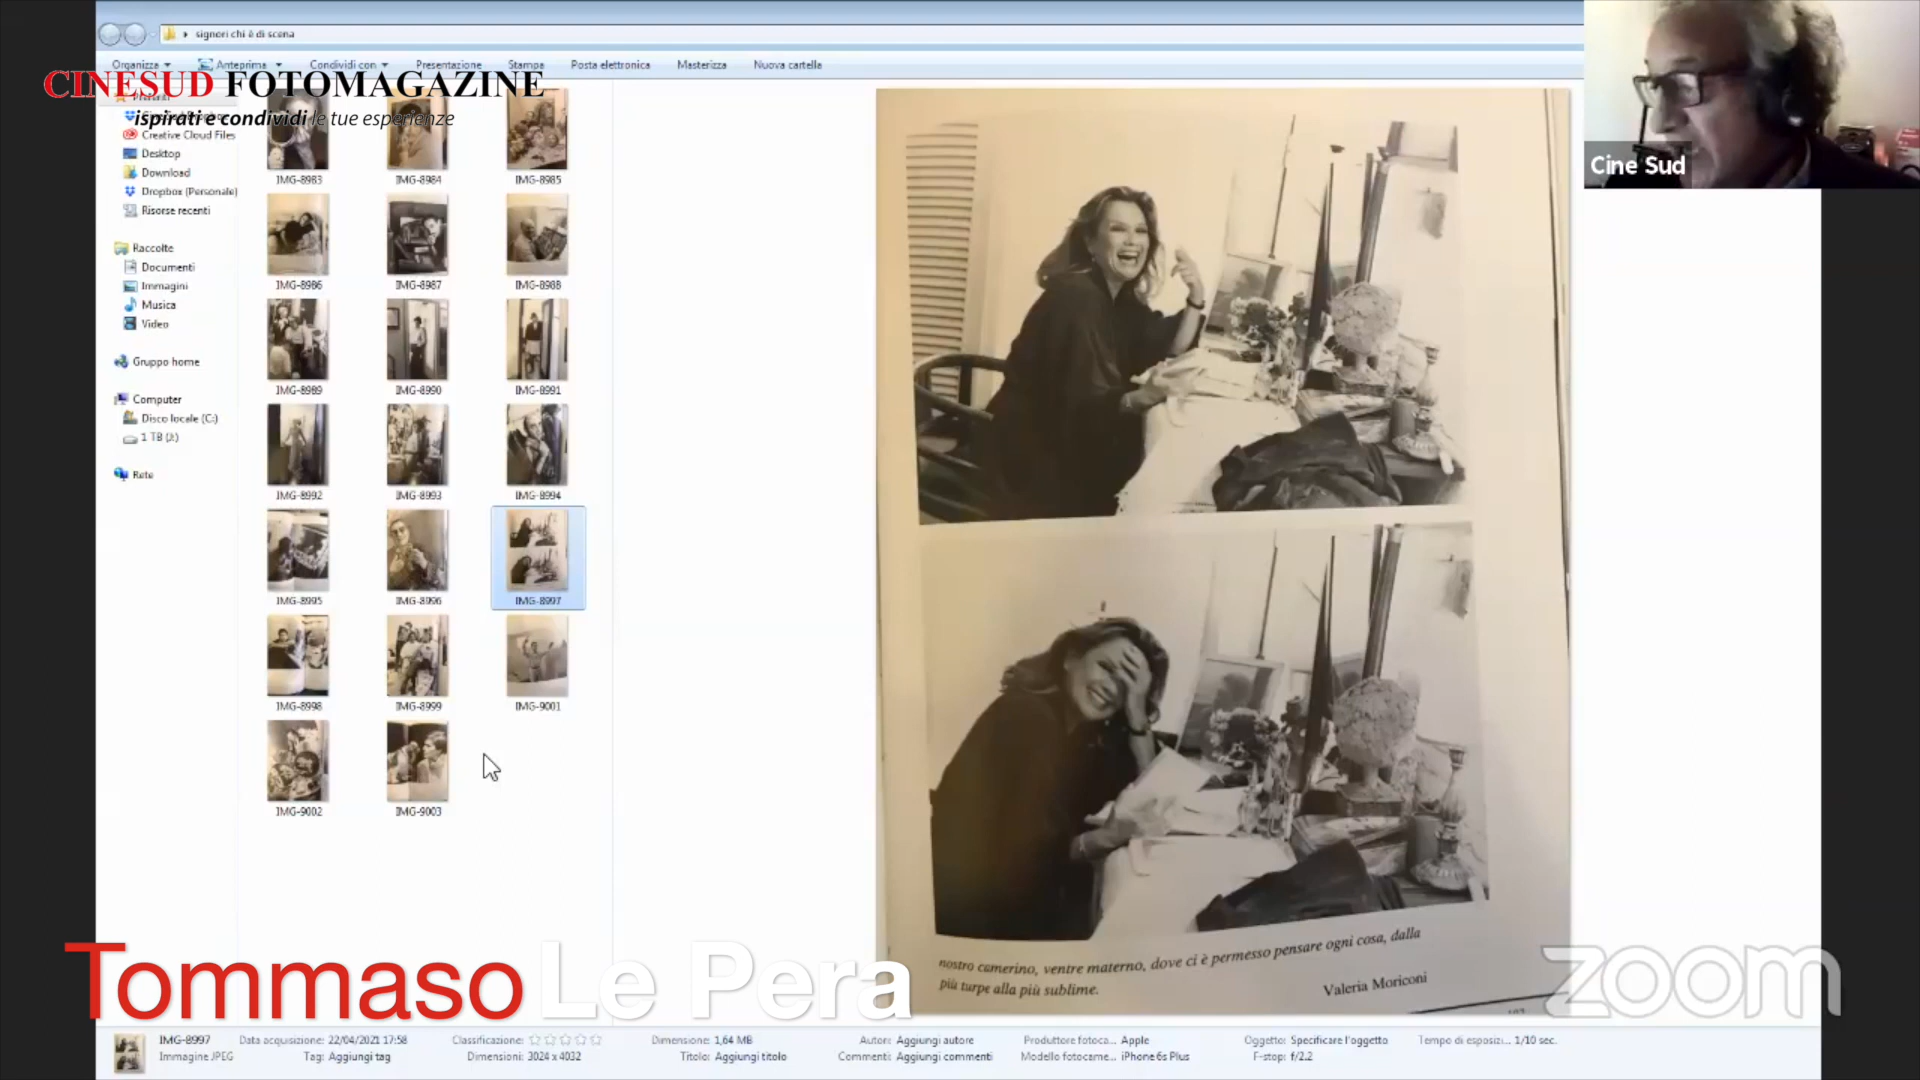 signori chi è di scena
Organizza Anteprima Condividi con Presentazione Stampa Posta elettronica Masterizza Nuova cartella
CINESUD FOTOMAGAZINE
ispirati e condividi le tue esperienze
Cine Sud
Creative Cloud Files
Desktop
Download
Dropbox (Personale)
Risorse recenti
Raccolte
Documenti
Immagini
Musica
Video
Gruppo home
Computer
Disco locale (C:)
1 TB (J:)
Rete
IMG-8983 IMG-8984 IMG-8985
IMG-8986 IMG-8987 IMG-8988
IMG-8989 IMG-8990 IMG-8991
IMG-8992 IMG-8993 IMG-8994
IMG-8995 IMG-8996 IMG-8997
IMG-8998 IMG-8999 IMG-9001
IMG-9002 IMG-9003
nostro camerino, ventre materno, dove ci è permesso pensare ogni cosa, dalla
più turpe alla più sublime.
Valeria Moriconi
Tommaso Le Pera
zoom
IMG-8997 Data acquisizione: 22/04/2021 17:58 Classificazione: Dimensione: 1,64 MB Autori: Aggiungi autore Produttore fotoca... Apple Oggetto: Specificare l'oggetto Tempo di esposizi... 1/10 sec.
Immagine JPEG Tag: Aggiungi tag Dimensioni: 3024 x 4032 Titolo: Aggiungi titolo Commenti: Aggiungi commenti Modello fotocame... iPhone 6s Plus F-stop: f/2.2